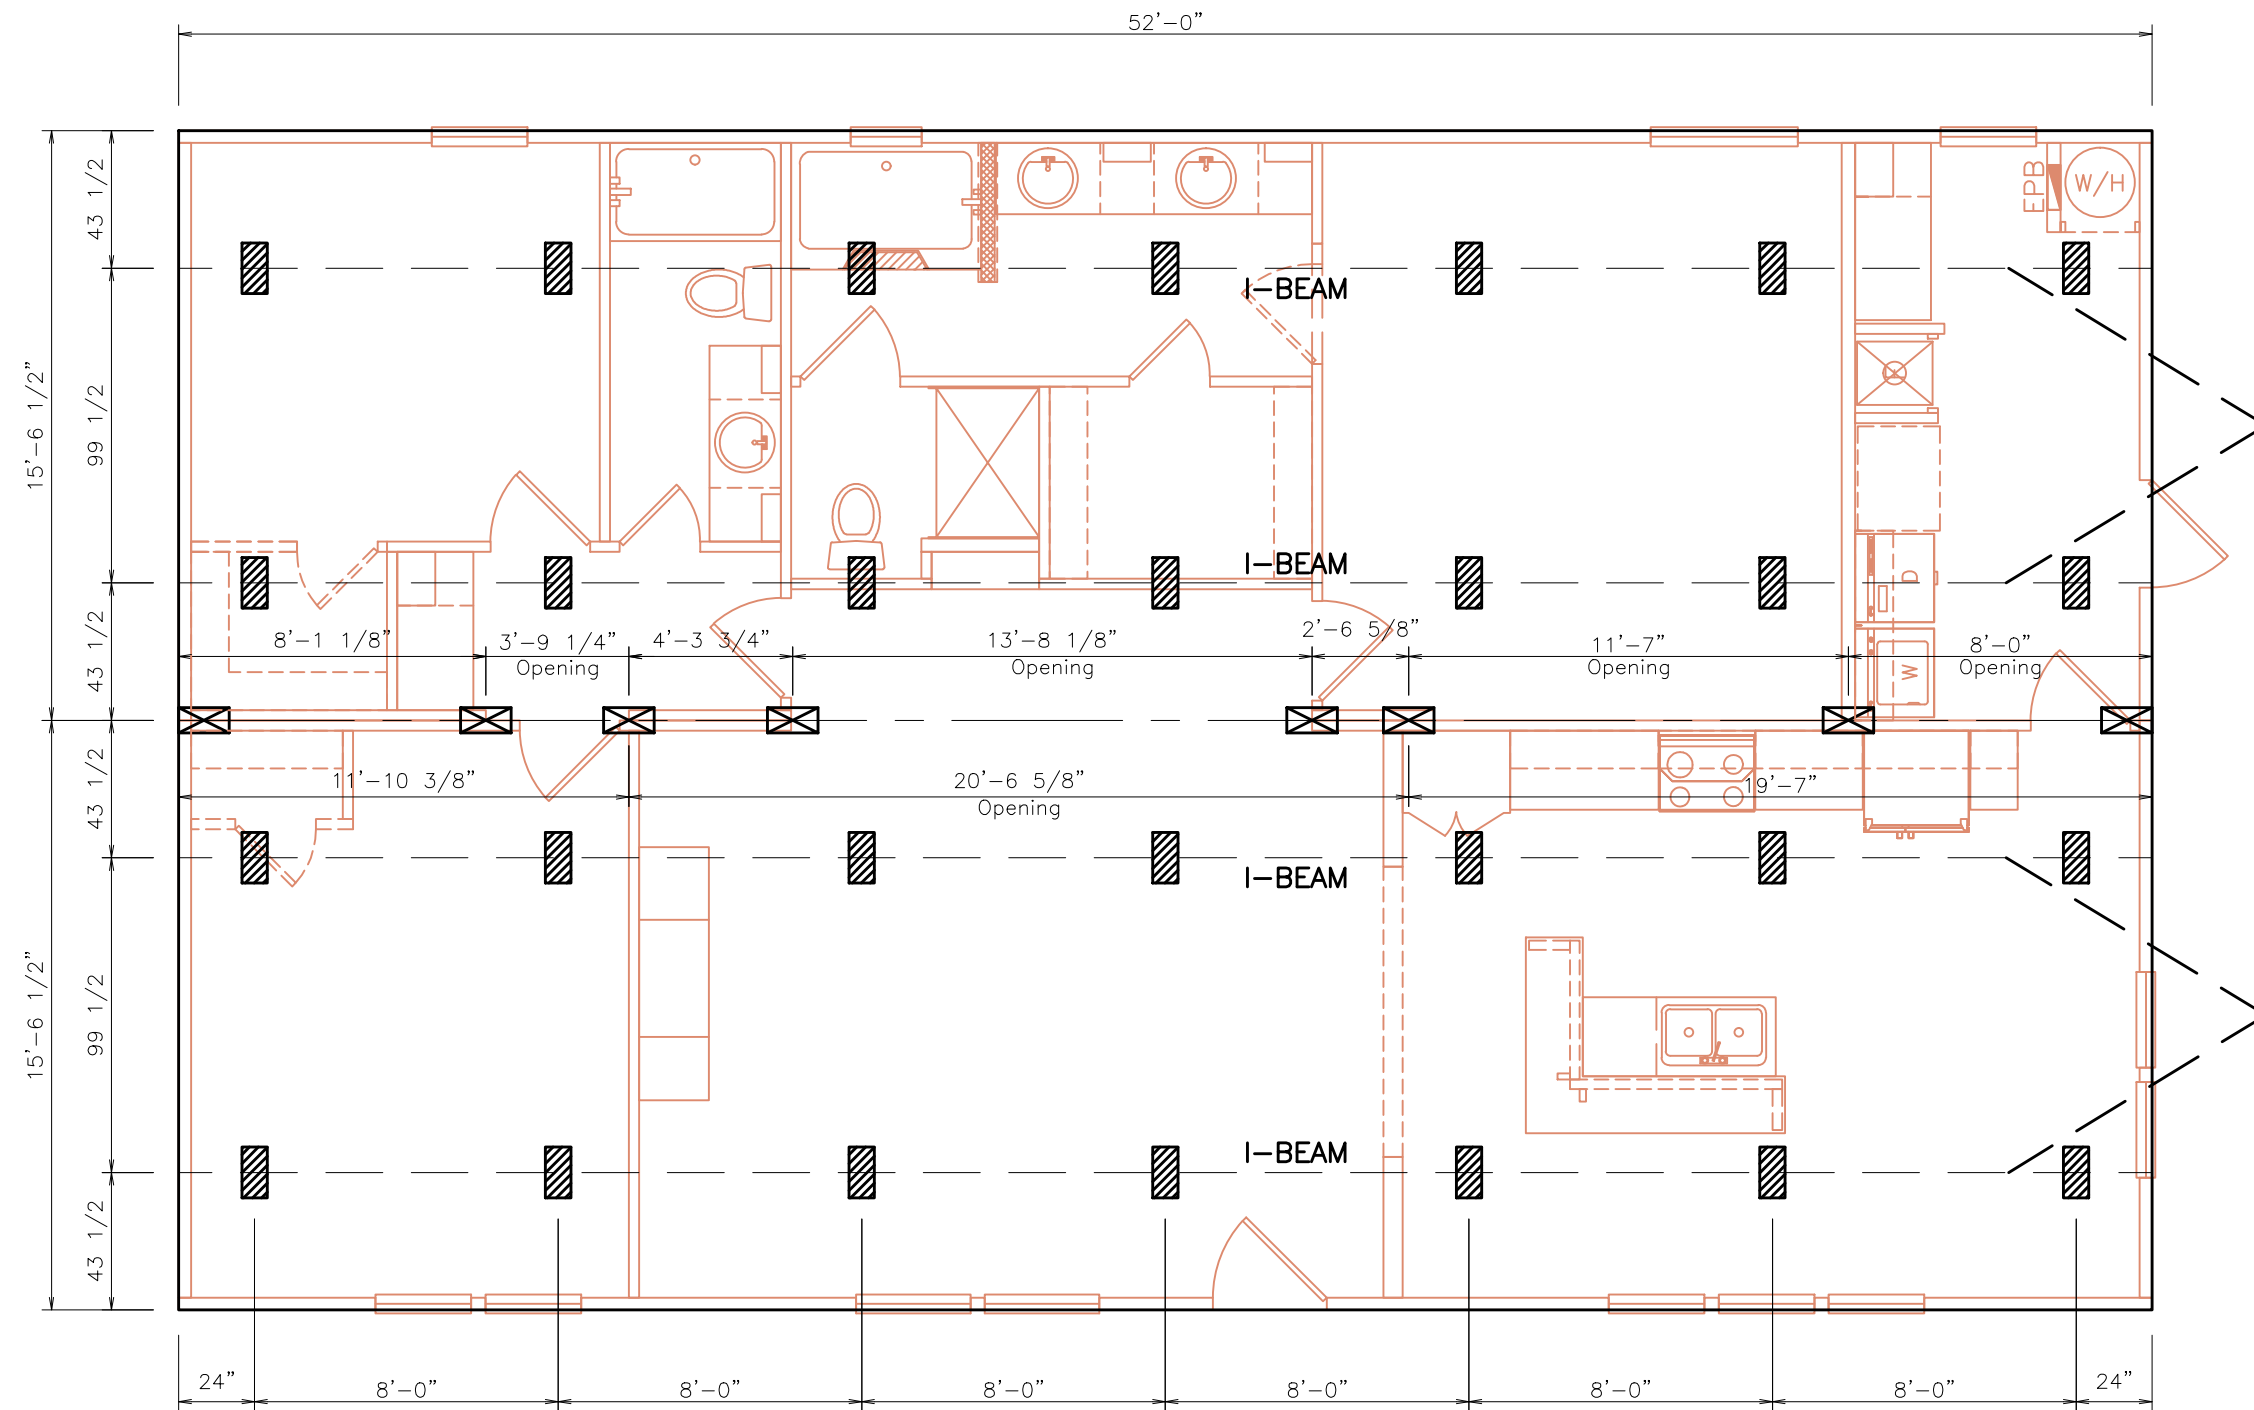 52'-0"
43 1/2
EPB
W/H
I-BEAM
15'-6 1/2"
99 1/2
I-BEAM
D
43 1/2
8'-1 1/8"
3'-9 1/4"
Opening
4'-3 3/4"
13'-8 1/8"
Opening
2'-6 5/8"
11'-7"
Opening
8'-0"
Opening
W
43 1/2
11'-10 3/8"
20'-6 5/8"
Opening
19'-7"
I-BEAM
15'-6 1/2"
99 1/2
I-BEAM
43 1/2
24"
8'-0"
8'-0"
8'-0"
8'-0"
8'-0"
8'-0"
24"